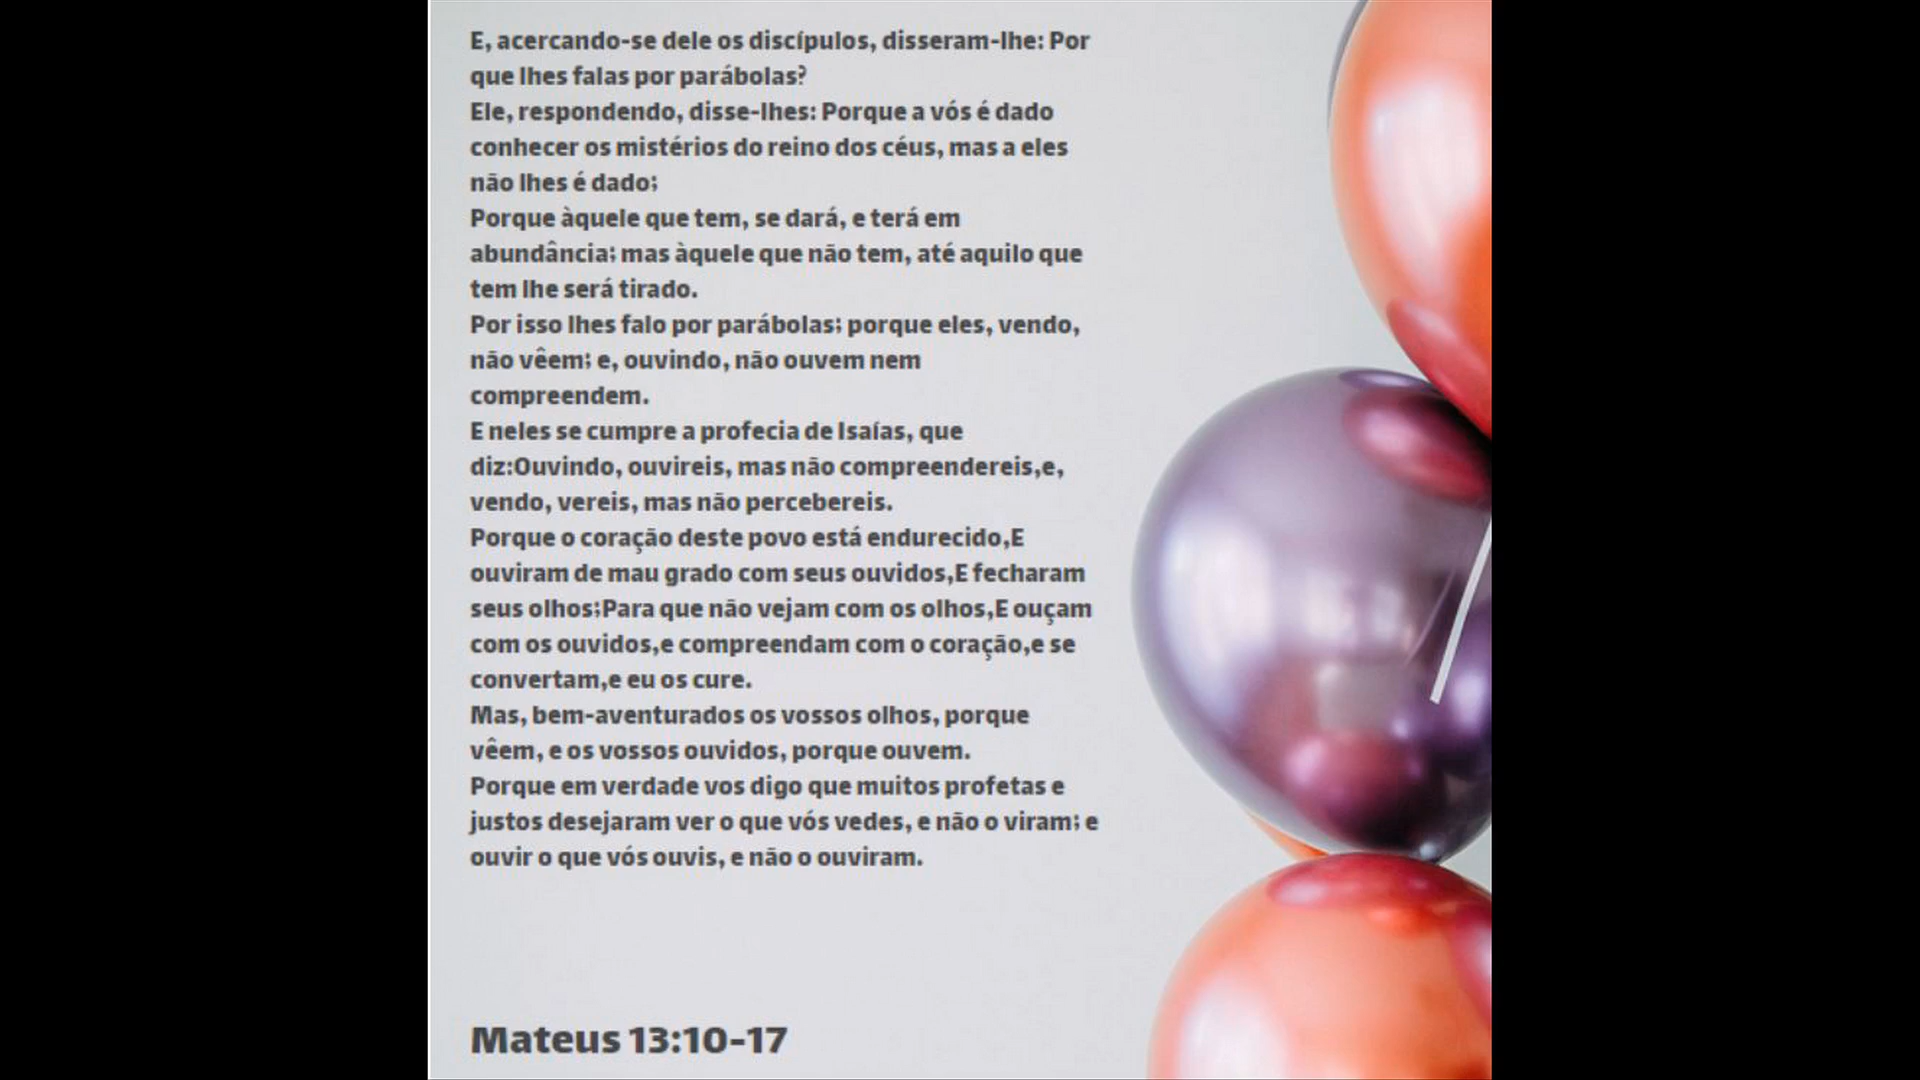 E, acercando-se dele os discípulos, disseram-lhe: Por
que lhes falas por parábolas?
Ele, respondendo, disse-lhes: Porque a vós é dado
conhecer os mistérios do reino dos céus, mas a eles
não lhes é dado;
Porque àquele que tem, se dará, e terá em
abundância; mas àquele que não tem, até aquilo que
tem lhe será tirado.
Por isso lhes falo por parábolas; porque eles, vendo,
não vêem; e, ouvindo, não ouvem nem
compreendem.
E neles se cumpre a profecia de Isaías, que
diz:Ouvindo, ouvireis, mas não compreendereis,e,
vendo, vereis, mas não percebereis.
Porque o coração deste povo está endurecido,E
ouviram de mau grado com seus ouvidos,E fecharam
seus olhos;Para que não vejam com os olhos,E ouçam
com os ouvidos,e compreendam com o coração,e se
convertam,e eu os cure.
Mas, bem-aventurados os vossos olhos, porque
vêem, e os vossos ouvidos, porque ouvem.
Porque em verdade vos digo que muitos profetas e
justos desejaram ver o que vós vedes, e não o viram; e
ouvir o que vós ouvis, e não o ouviram.
Mateus 13:10-17